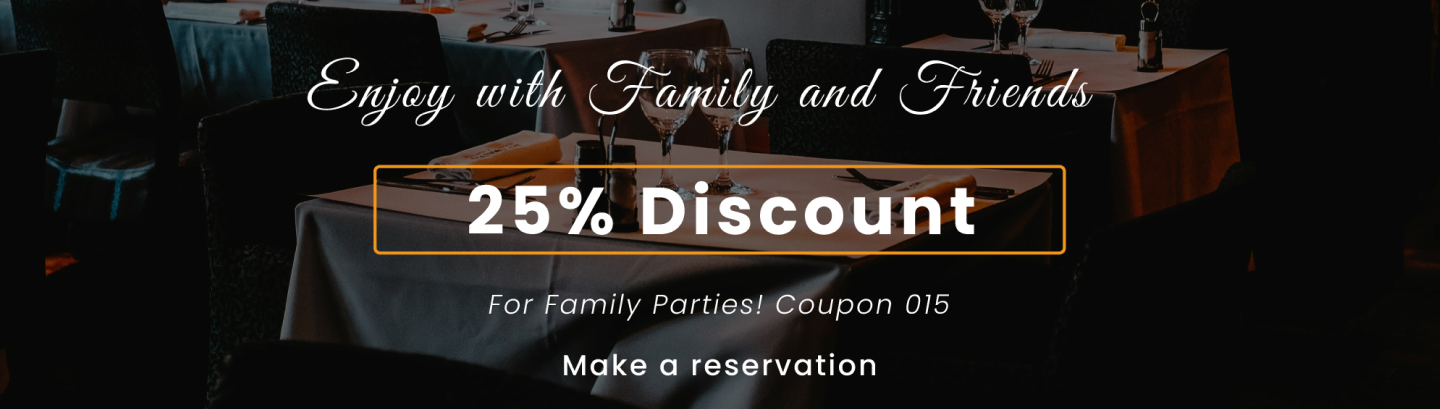 Enjoy with Family and Friends
25% Discount
For Family Parties! Coupon 015
Make a reservation